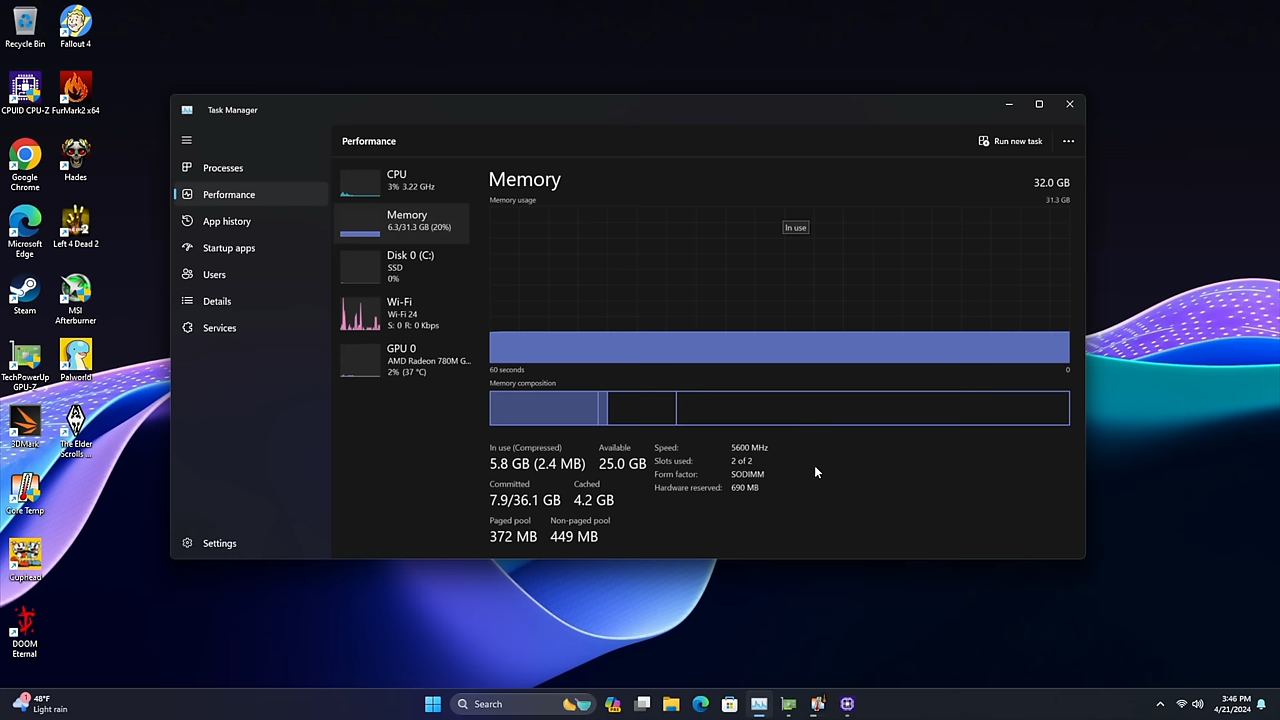 Recycle Bin
Fallout 4
CPUID CPU-Z
FurMark2 x64
Google
Chrome
Hades
Microsoft
Edge
Left 4 Dead 2
Steam
MSI
Afterburner
TechPowerUp
GPU-Z
Palworld
3DMark
The Elder
Scrolls ...
Core Temp
Cuphead
DOOM
Eternal
Task Manager
Processes
Performance
App history
Startup apps
Users
Details
Services
Settings
Performance
Run new task
CPU
3% 3.22 GHz
Memory
6.3/31.3 GB (20%)
Disk 0 (C:)
SSD
0%
Wi-Fi
Wi-Fi 24
S: 0 R: 0 Kbps
GPU 0
AMD Radeon 780M G...
2% (37 °C)
Memory
32.0 GB
Memory usage
31.3 GB
In use
60 seconds
0
Memory composition
In use (Compressed)
5.8 GB (2.4 MB)
Available
25.0 GB
Committed
7.9/36.1 GB
Cached
4.2 GB
Paged pool
372 MB
Non-paged pool
449 MB
Speed: 5600 MHz
Slots used: 2 of 2
Form factor: SODIMM
Hardware reserved: 690 MB
1
48°F
Light rain
Search
3:46 PM
4/21/2024